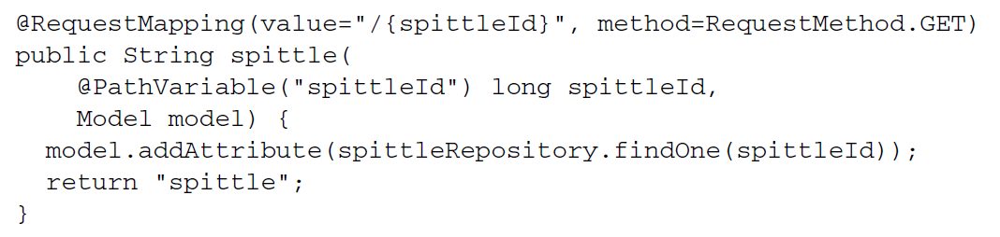 @RequestMapping(value="/{spittleId}", method=RequestMethod.GET)
public String spittle(
    @PathVariable("spittleId") long spittleId,
    Model model) {
  model.addAttribute(spittleRepository.findOne(spittleId));
  return "spittle";
}